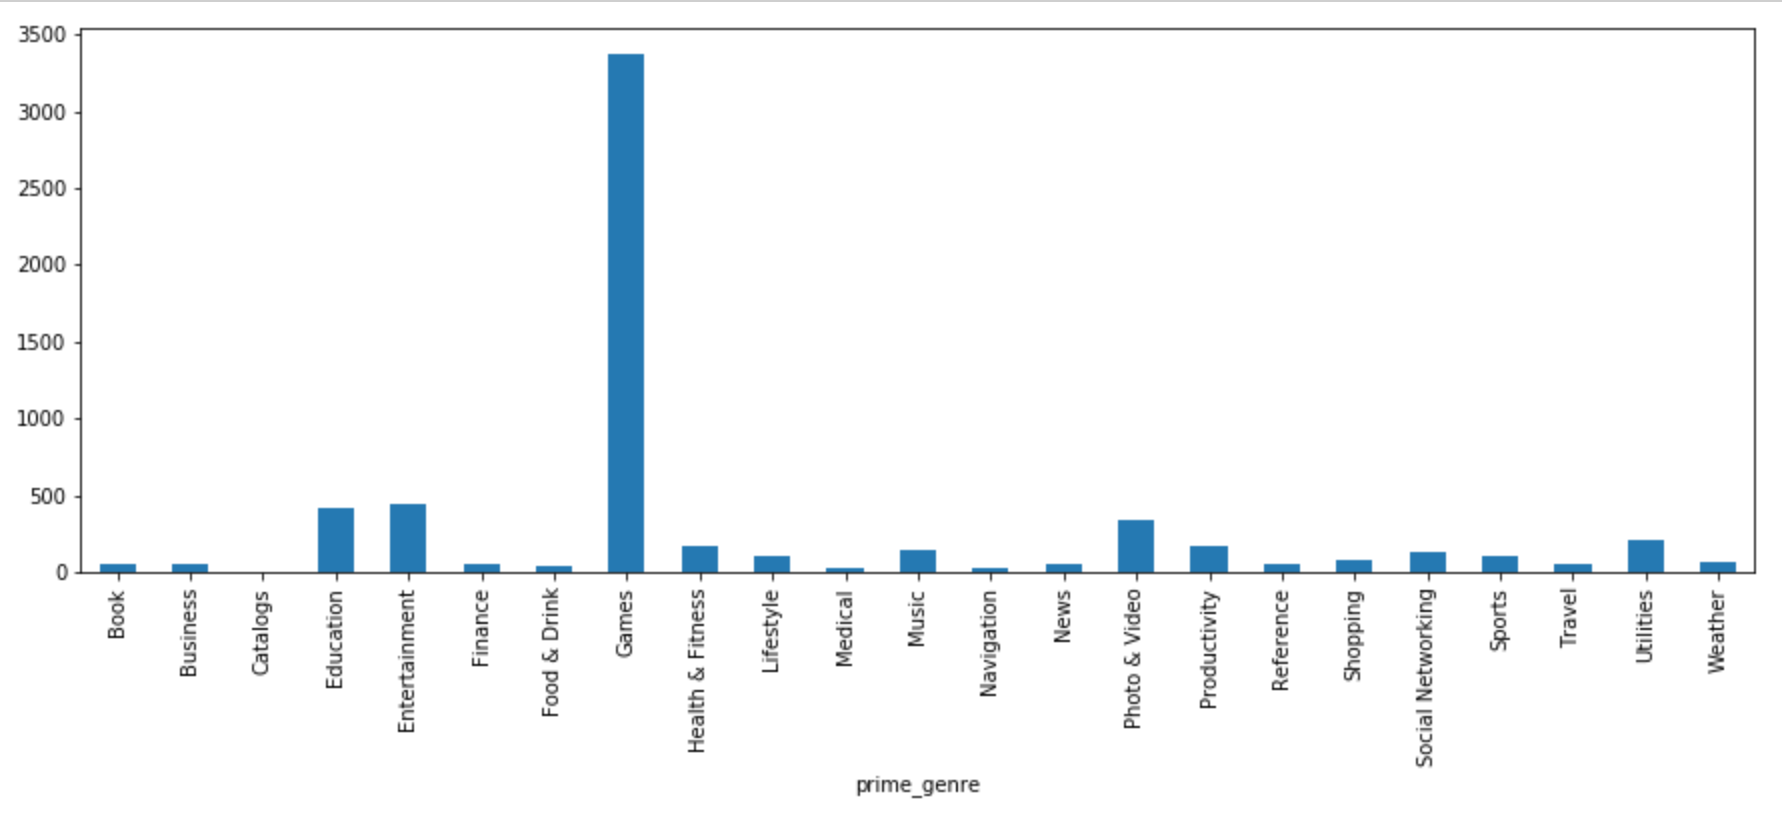 3500
3000
2500
2000
1500
1000
500
0
Book
Business
Catalogs
Education
Entertainment
Finance
Food & Drink
Games
Health & Fitness
Lifestyle
Medical
Music
Navigation
News
Photo & Video
Productivity
Reference
Shopping
Social Networking
Sports
Travel
Utilities
Weather
prime_genre